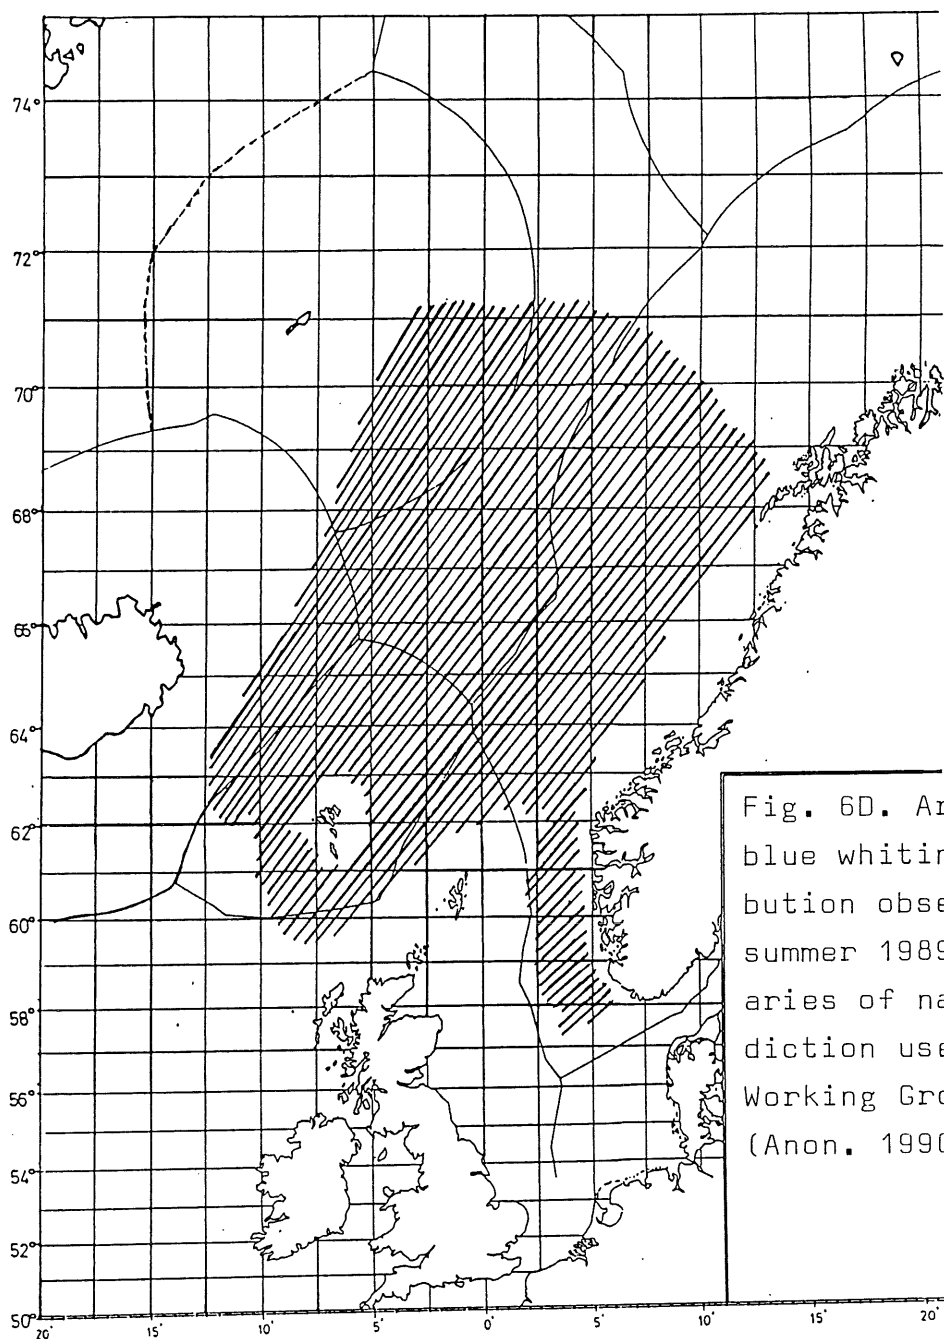 74°
72°
70°
68°
66°
64°
62°
60°
58°
56°
54°
52°
50°
20° 15° 10° 5° 0° 5° 10° 15° 20°
Fig. 6D. Ar
blue whitin
bution obse
summer 1989
aries of na
diction use
Working Gro
(Anon. 1990